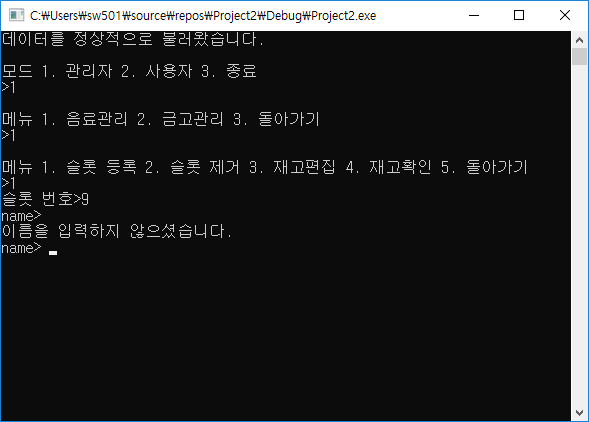 C:₩Users₩sw501₩source₩repos₩Project2₩Debug₩Project2.exe
데이터를 정상적으로 불러왔습니다.
모드 1. 관리자 2. 사용자 3. 종료
>1
메뉴 1. 음료관리 2. 금고관리 3. 돌아가기
>1
메뉴 1. 슬롯 등록 2. 슬롯 제거 3. 재고편집 4. 재고확인 5. 돌아가기
>1
슬롯 번호>9
name>
이름을 입력하지 않으셨습니다.
name>